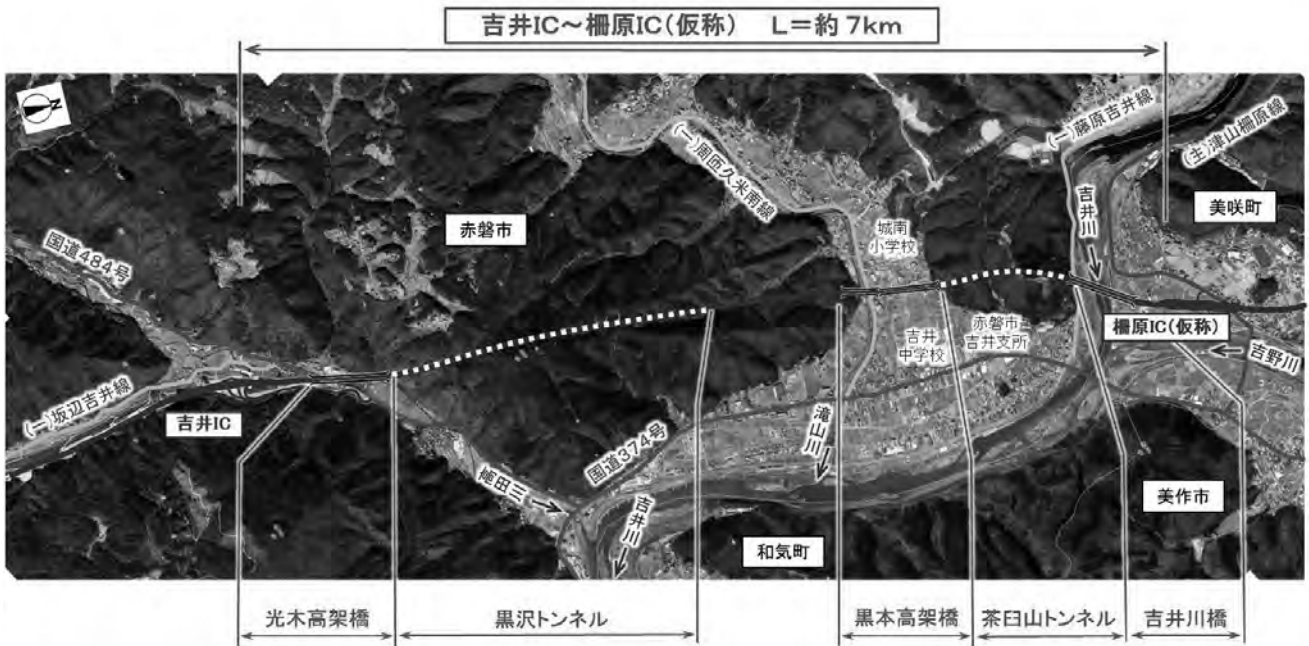 吉井IC～柵原IC(仮称)　L＝約7km
N
(一)藤原吉井線
(主)津山柵原線
(一)周匝久米南線
吉井川
美咲町
赤磐市
城南
小学校
国道484号
柵原IC(仮称)
吉井
中学校
赤磐市
吉井支所
吉野川
(一)坂辺吉井線
吉井IC
滝山川
国道374号
美作市
吉井川
和気町
光木高架橋
黒沢トンネル
黒本高架橋
茶臼山トンネル
吉井川橋